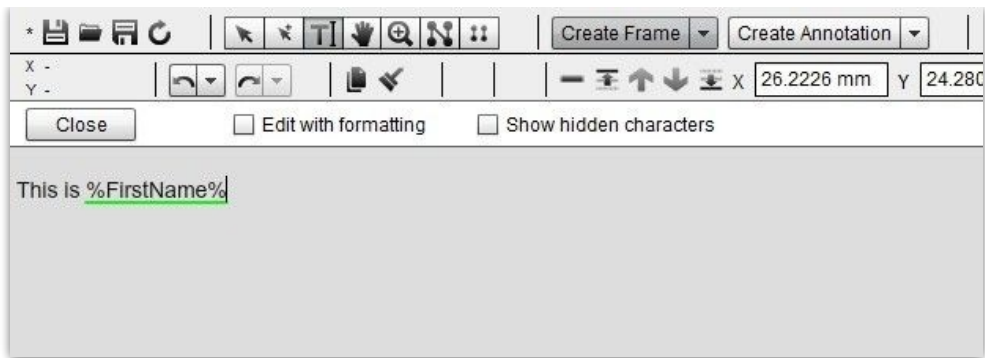 * Create Frame Create Annotation
X -
Y -
X 26.2226 mm Y 24.280
Close Edit with formatting Show hidden characters
This is %FirstName%